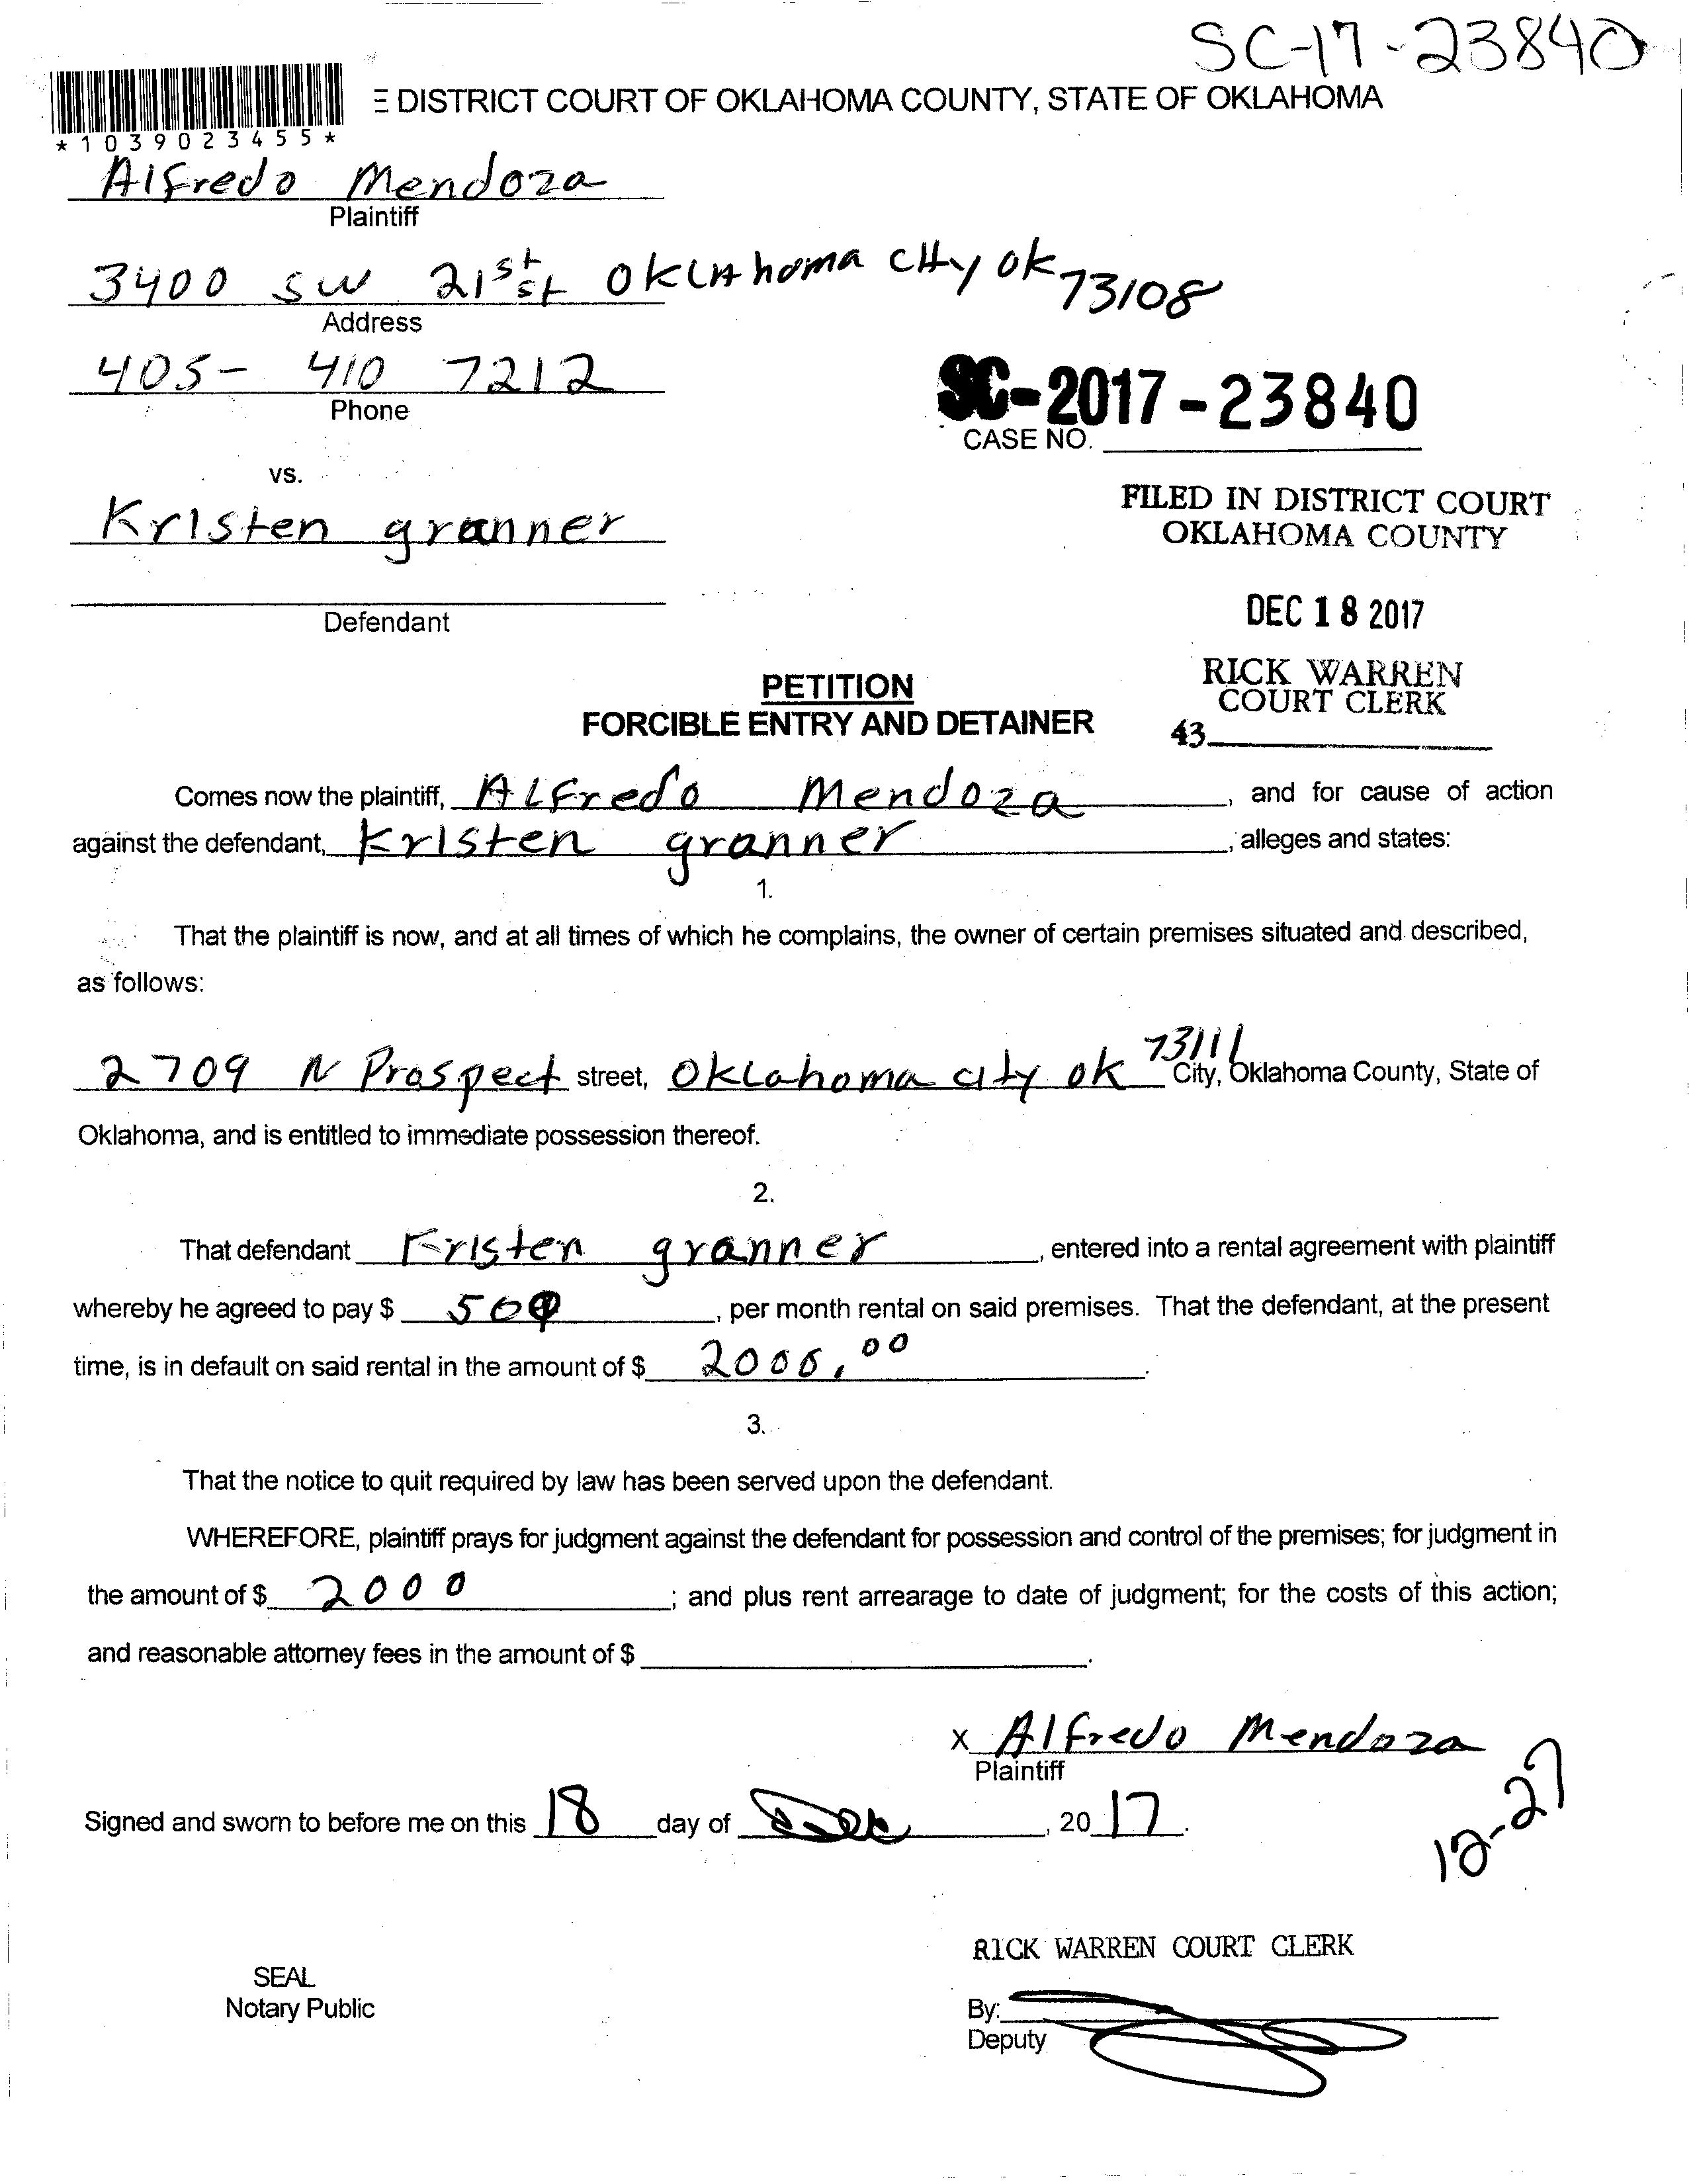 SC-17-23840
E DISTRICT COURT OF OKLAHOMA COUNTY, STATE OF OKLAHOMA
*1039023455*
Alfredo Mendoza
Plaintiff
3400 SW 21st st Oklahoma city ok 73108
Address
405- 410 7212
Phone
SC-2017-23840
CASE NO.
vs.
Kristen granner
FILED IN DISTRICT COURT
OKLAHOMA COUNTY
Defendant
DEC 18 2017
RICK WARREN
COURT CLERK
43
PETITION
FORCIBLE ENTRY AND DETAINER
Comes now the plaintiff, Alfredo Mendoza, and for cause of action
against the defendant, Kristen granner, alleges and states:
1.
That the plaintiff is now, and at all times of which he complains, the owner of certain premises situated and described,
as follows:
2709 N Prospect street, Oklahoma city ok 73111 City, Oklahoma County, State of
Oklahoma, and is entitled to immediate possession thereof.
2.
That defendant Kristen granner, entered into a rental agreement with plaintiff
whereby he agreed to pay $ 500, per month rental on said premises. That the defendant, at the present
time, is in default on said rental in the amount of $ 2000.00.
3.
That the notice to quit required by law has been served upon the defendant.
WHEREFORE, plaintiff prays for judgment against the defendant for possession and control of the premises; for judgment in
the amount of $ 2000; and plus rent arrearage to date of judgment; for the costs of this action;
and reasonable attorney fees in the amount of $ .
X Alfredo Mendoza
Plaintiff
Signed and sworn to before me on this 18 day of Dec, 2017.
12-27
RICK WARREN COURT CLERK
SEAL
Notary Public
By:
Deputy